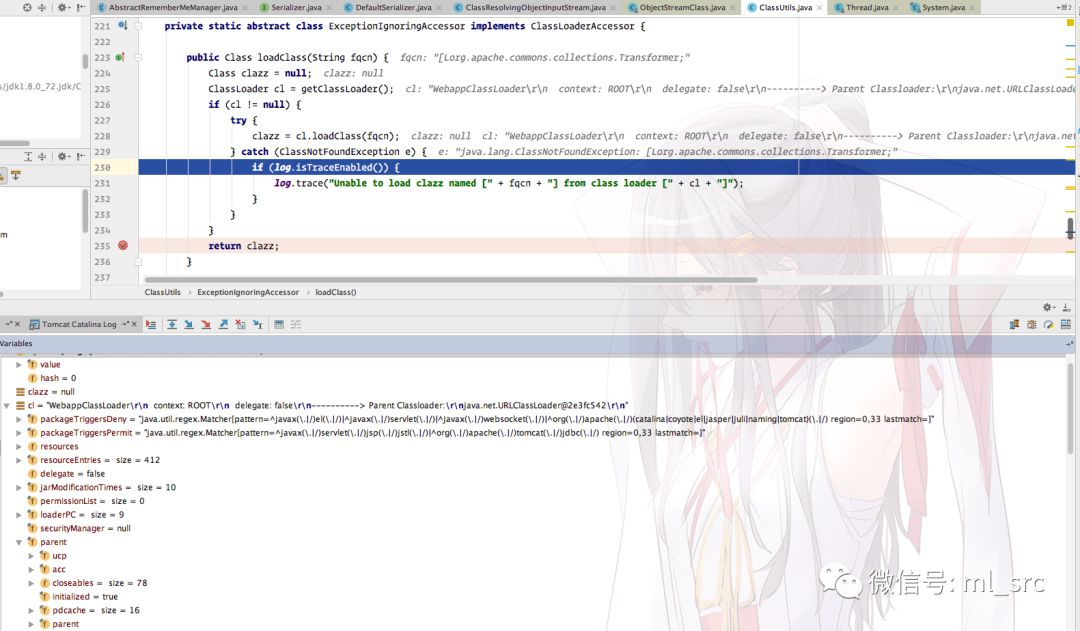 AbstractRememberMeManager.java × Serializer.java × DefaultSerializer.java × ClassResolvingObjectInputStream.java × ObjectStreamClass.java × ClassUtils.java × Thread.java × System.java ×
221 private static abstract class ExceptionIgnoringAccessor implements ClassLoaderAccessor {
222
223 public Class loadClass(String fqcn) { fqcn: "[Lorg.apache.commons.collections.Transformer;"
224 Class clazz = null; clazz: null
s/jdk1.8.0_72.jdk/C
225 ClassLoader cl = getClassLoader(); cl: "WebappClassLoader\r\n context: ROOT\r\n delegate: false\r\n----------> Parent Classloader:\r\njava.net.URLClassLoade
226 if (cl != null) {
227 try {
228 clazz = cl.loadClass(fqcn); clazz: null cl: "WebappClassLoader\r\n context: ROOT\r\n delegate: false\r\n----------> Parent Classloader:\r\njava.net
229 } catch (ClassNotFoundException e) { e: "java.lang.ClassNotFoundException: [Lorg.apache.commons.collections.Transformer;"
230 if (log.isTraceEnabled()) {
231 log.trace("Unable to load clazz named [" + fqcn + "] from class loader [" + cl + "]");
232 }
233 }
234 }
235 return clazz;
236 }
237
ClassUtils › ExceptionIgnoringAccessor › loadClass()
Tomcat Catalina Log
Variables
value
hash = 0
clazz = null
cl = "WebappClassLoader\r\n context: ROOT\r\n delegate: false\r\n----------> Parent Classloader:\r\njava.net.URLClassLoader@2e3fc542\r\n"
packageTriggersDeny = "java.util.regex.Matcher[pattern=^javax(\.|/)el(\.|/)|^javax(\.|/)servlet(\.|/)|^javax(\.|/)websocket(\.|/)|^org(\.|/)apache(\.|/)(catalina|coyote|el|jasper|juli|naming|tomcat)(\.|/) region=0,33 lastmatch=]"
packageTriggersPermit = "java.util.regex.Matcher[pattern=^javax(\.|/)servlet(\.|/)jsp(\.|/)jstl(\.|/)|^org(\.|/)apache(\.|/)tomcat(\.|/)jdbc(\.|/) region=0,33 lastmatch=]"
resources
resourceEntries = size = 412
delegate = false
jarModificationTimes = size = 10
permissionList = size = 0
loaderPC = size = 9
securityManager = null
parent
ucp
acc
closeables = size = 78
initialized = true
pdcache = size = 16
parent
微信号: ml_src